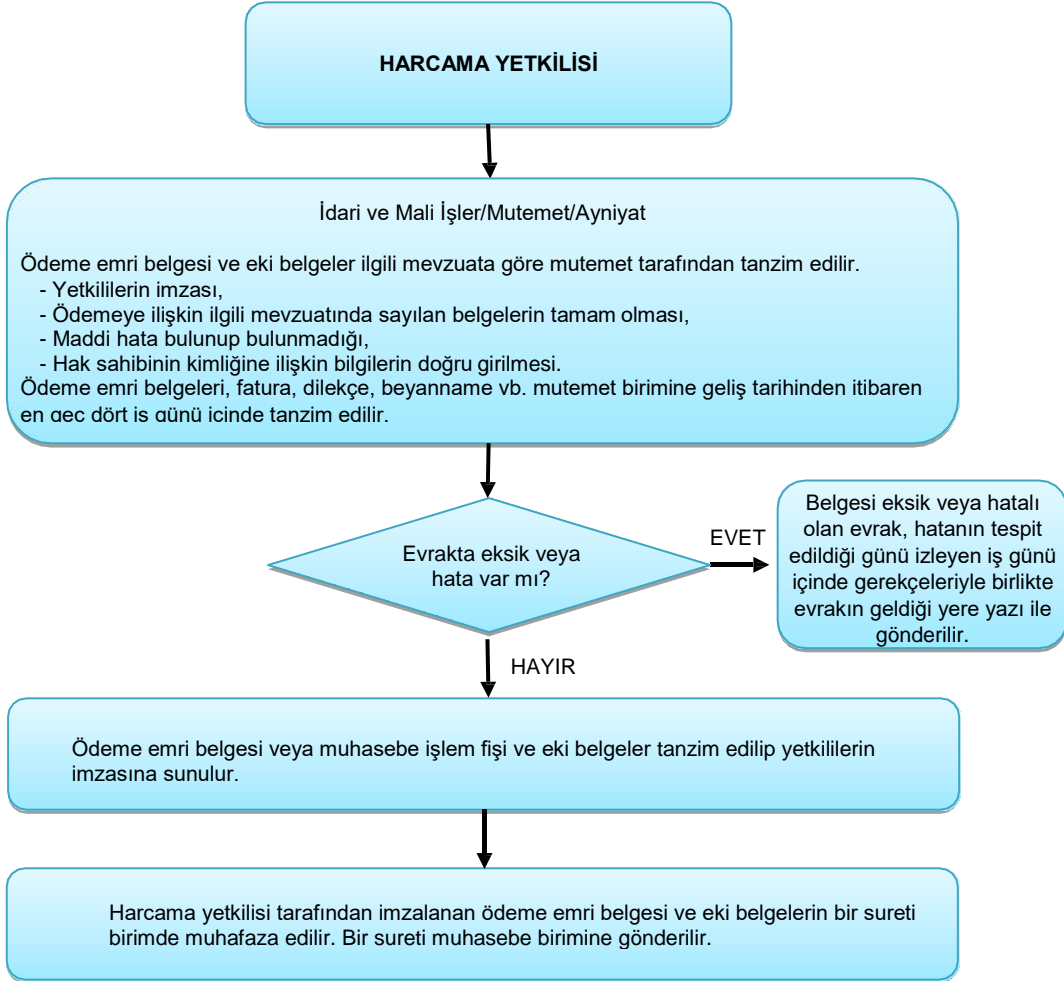 HARCAMA YETKİLİSİ
İdari ve Mali İşler/Mutemet/Ayniyat
Ödeme emri belgesi ve eki belgeler ilgili mevzuata göre mutemet tarafından tanzim edilir.
- Yetkililerin imzası,
- Ödemeye ilişkin ilgili mevzuatında sayılan belgelerin tamam olması,
- Maddi hata bulunup bulunmadığı,
- Hak sahibinin kimliğine ilişkin bilgilerin doğru girilmesi.
Ödeme emri belgeleri, fatura, dilekçe, beyanname vb. mutemet birimine geliş tarihinden itibaren
en geç dört iş günü içinde tanzim edilir.
Evrakta eksik veya
hata var mı?
EVET
Belgesi eksik veya hatalı
olan evrak, hatanın tespit
edildiği günü izleyen iş günü
içinde gerekçeleriyle birlikte
evrakın geldiği yere yazı ile
gönderilir.
HAYIR
Ödeme emri belgesi veya muhasebe işlem fişi ve eki belgeler tanzim edilip yetkililerin
imzasına sunulur.
Harcama yetkilisi tarafından imzalanan ödeme emri belgesi ve eki belgelerin bir sureti
birimde muhafaza edilir. Bir sureti muhasebe birimine gönderilir.